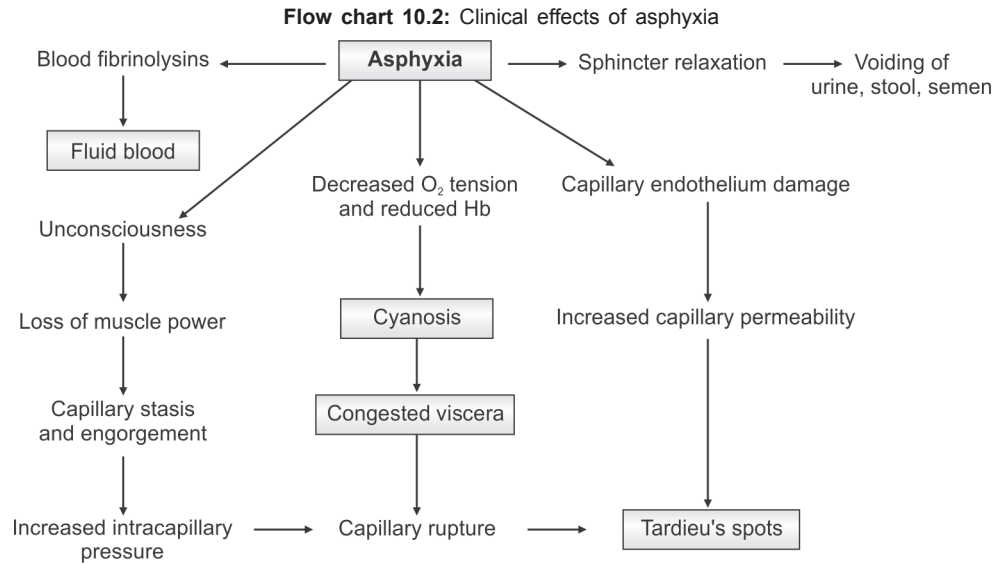 Flow chart 10.2: Clinical effects of asphyxia
Blood fibrinolysins
Asphyxia
Sphincter relaxation
Voiding of
urine, stool, semen
Fluid blood
Decreased O₂ tension
and reduced Hb
Capillary endothelium damage
Unconsciousness
Loss of muscle power
Cyanosis
Increased capillary permeability
Capillary stasis
and engorgement
Congested viscera
Increased intracapillary
pressure
Capillary rupture
Tardieu's spots